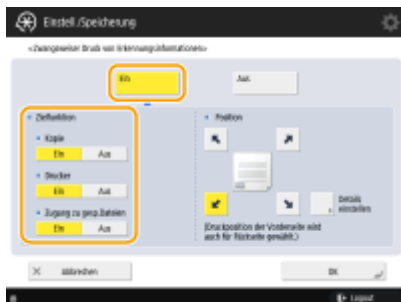 Einstell./Speicherung
<Zwangsweiser Druck von Erkennungsinformationen>
Ein
Aus
Zielfunktion
Kopie
Ein
Aus
Drucker
Ein
Aus
Zugang zu gesp.Dateien
Ein
Aus
Position
Details
einstellen
(Druckposition der Vorderseite wird
auch für Rückseite gewählt.)
Abbrechen
OK
Logout